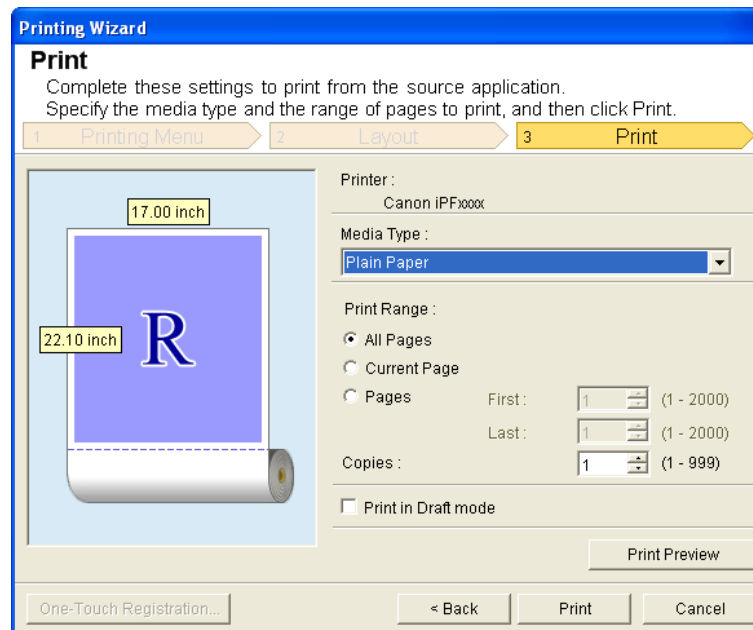 Printing Wizard
Print
Complete these settings to print from the source application.
Specify the media type and the range of pages to print, and then click Print.
1 Printing Menu 2 Layout 3 Print
17.00 inch
22.10 inch
R
Printer :
Canon iPFxxxx
Media Type :
Plain Paper
Print Range :
All Pages
Current Page
Pages First : 1 (1 - 2000)
Last : 1 (1 - 2000)
Copies : 1 (1 - 999)
Print in Draft mode
Print Preview
One-Touch Registration... < Back Print Cancel